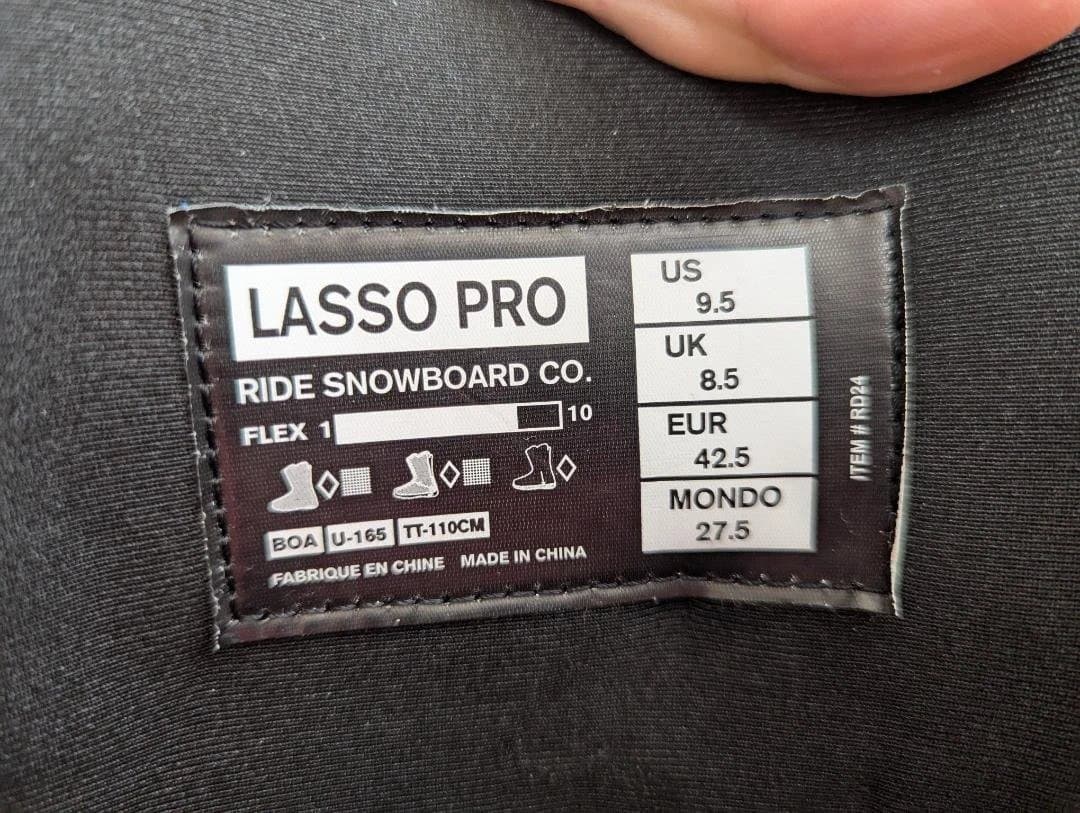 LASSO PRO
RIDE SNOWBOARD CO.
FLEX 1 10
BOA U-165 TT-110CM
FABRIQUE EN CHINE MADE IN CHINA
US
9.5
UK
8.5
EUR
42.5
MONDO
27.5
ITEM # RD24